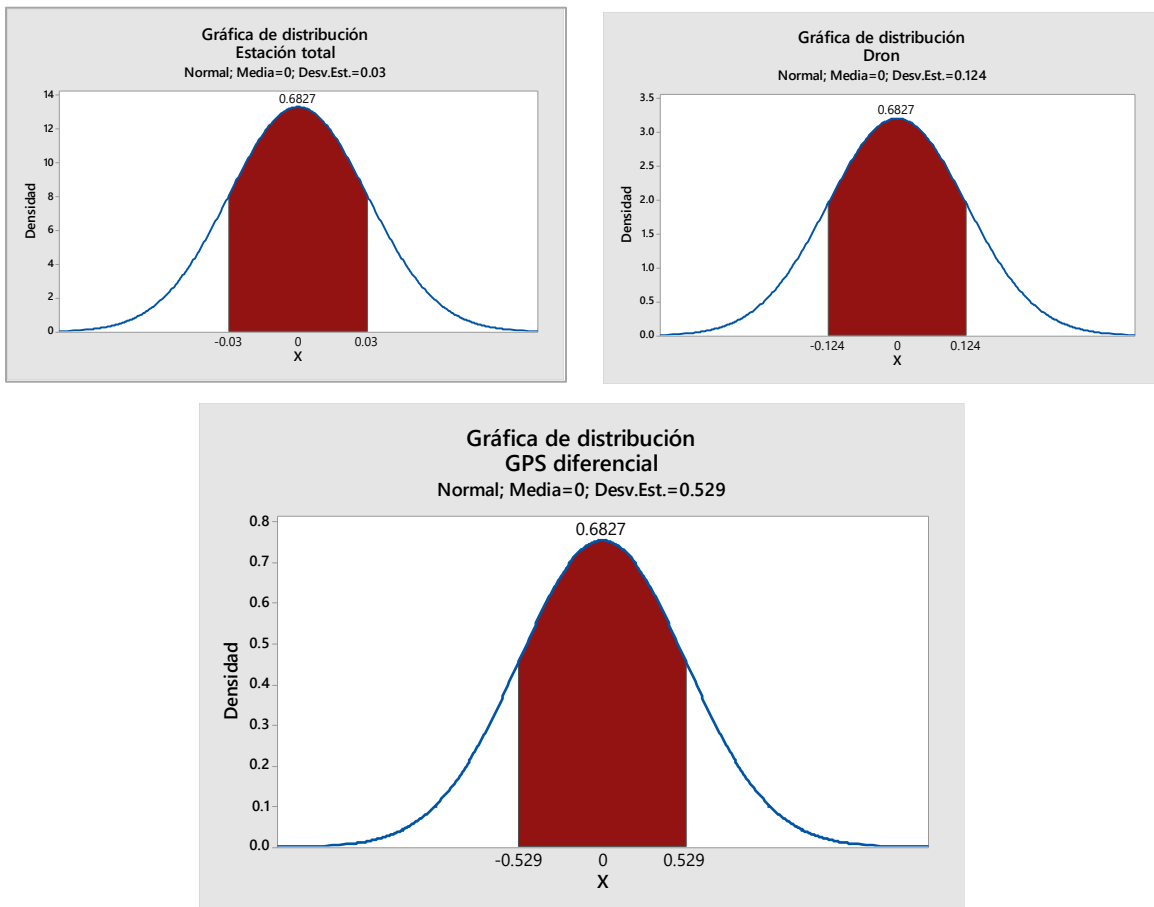 Gráfica de distribución
Estación total
Normal; Media=0; Desv.Est.=0.03
0.6827
14
12
10
8
6
4
2
0
Densidad
-0.03 0 0.03
X
Gráfica de distribución
Dron
Normal; Media=0; Desv.Est.=0.124
0.6827
3.5
3.0
2.5
2.0
1.5
1.0
0.5
0.0
Densidad
-0.124 0 0.124
X
Gráfica de distribución
GPS diferencial
Normal; Media=0; Desv.Est.=0.529
0.6827
0.8
0.7
0.6
0.5
0.4
0.3
0.2
0.1
0.0
Densidad
-0.529 0 0.529
X